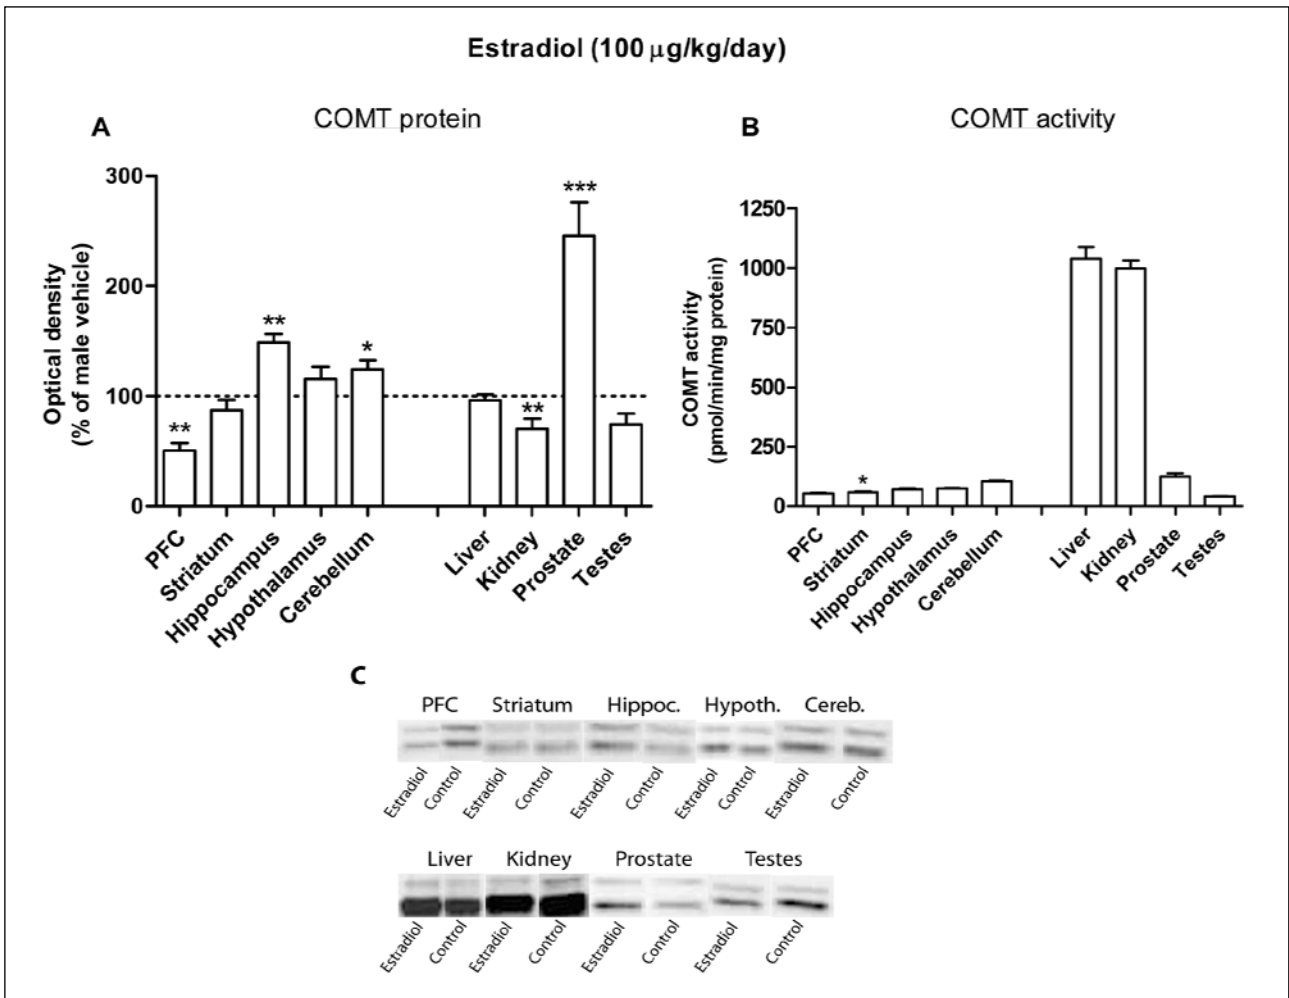 Estradiol (100 μg/kg/day)
A
COMT protein
Optical density
(% of male vehicle)
300
200
100
0
**
**
*
**
***
PFC
Striatum
Hippocampus
Hypothalamus
Cerebellum
Liver
Kidney
Prostate
Testes
B
COMT activity
COMT activity
(pmol/min/mg protein)
1250
1000
750
500
250
0
*
PFC
Striatum
Hippocampus
Hypothalamus
Cerebellum
Liver
Kidney
Prostate
Testes
C
PFC Striatum Hippoc. Hypoth. Cereb.
Estradiol Control Estradiol Control Estradiol Control Estradiol Control Estradiol Control
Liver Kidney Prostate Testes
Estradiol Control Estradiol Control Estradiol Control Estradiol Control